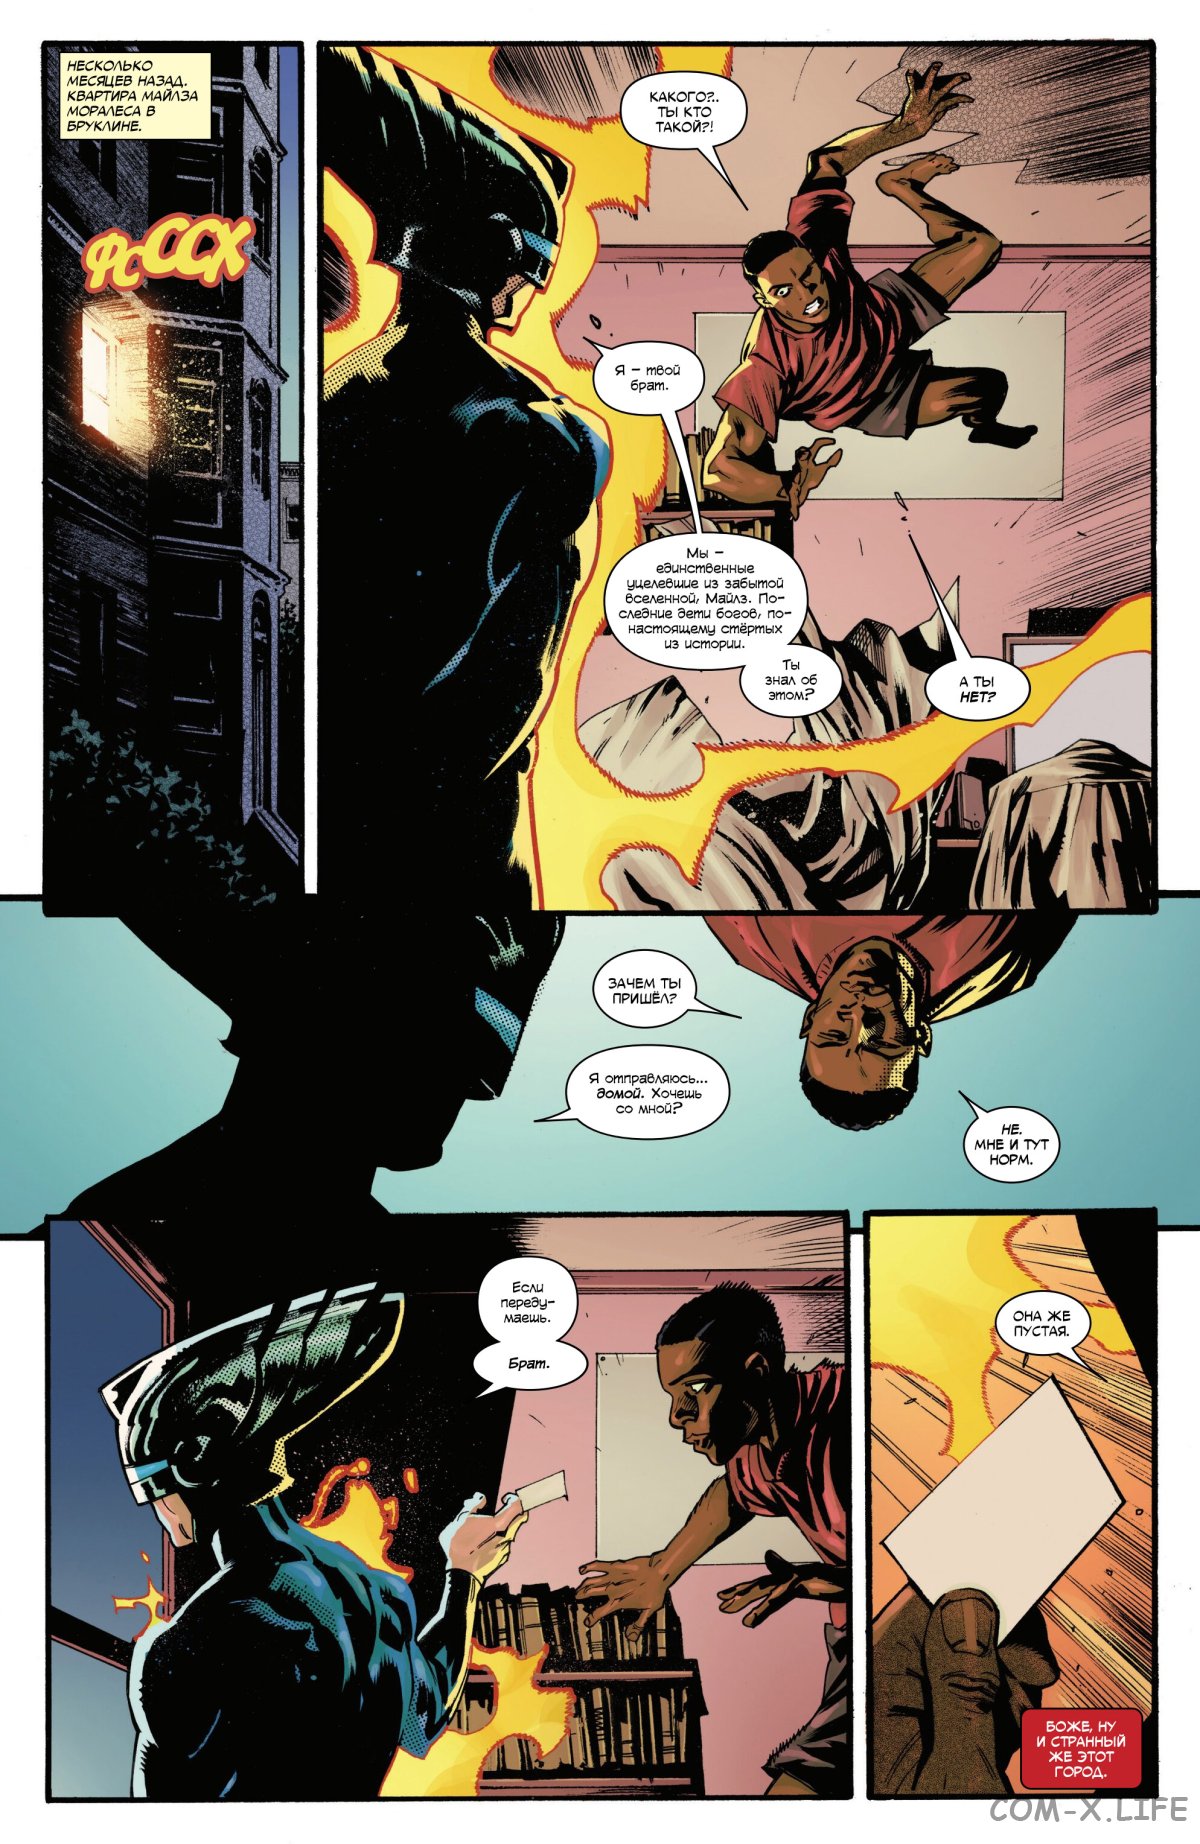 НЕСКОЛЬКО
МЕСЯЦЕВ НАЗАД.
КВАРТИРА МАЙЛЗА
МОРАЛЕСА В
БРУКЛИНЕ.
ФССССХ
КАКОГО?..
ТЫ КТО
ТАКОЙ?!
Я – твой
брат.
Мы –
единственные
уцелевшие из забытой
вселенной, Майлз. По-
следние дети богов, по-
настоящему стёртых
из истории.
Ты
знал об
этом?
А ТЫ
НЕТ?
ЗАЧЕМ ТЫ
ПРИШЁЛ?
Я отправляюсь...
домой. Хочешь
со мной?
НЕ.
МНЕ И ТУТ
НОРМ.
Если
переду-
маешь.
Брат.
ОНА ЖЕ
ПУСТАЯ.
БОЖЕ, НУ
И СТРАННЫЙ
ЖЕ ЭТОТ
ГОРОД.
COM-X.LIFE